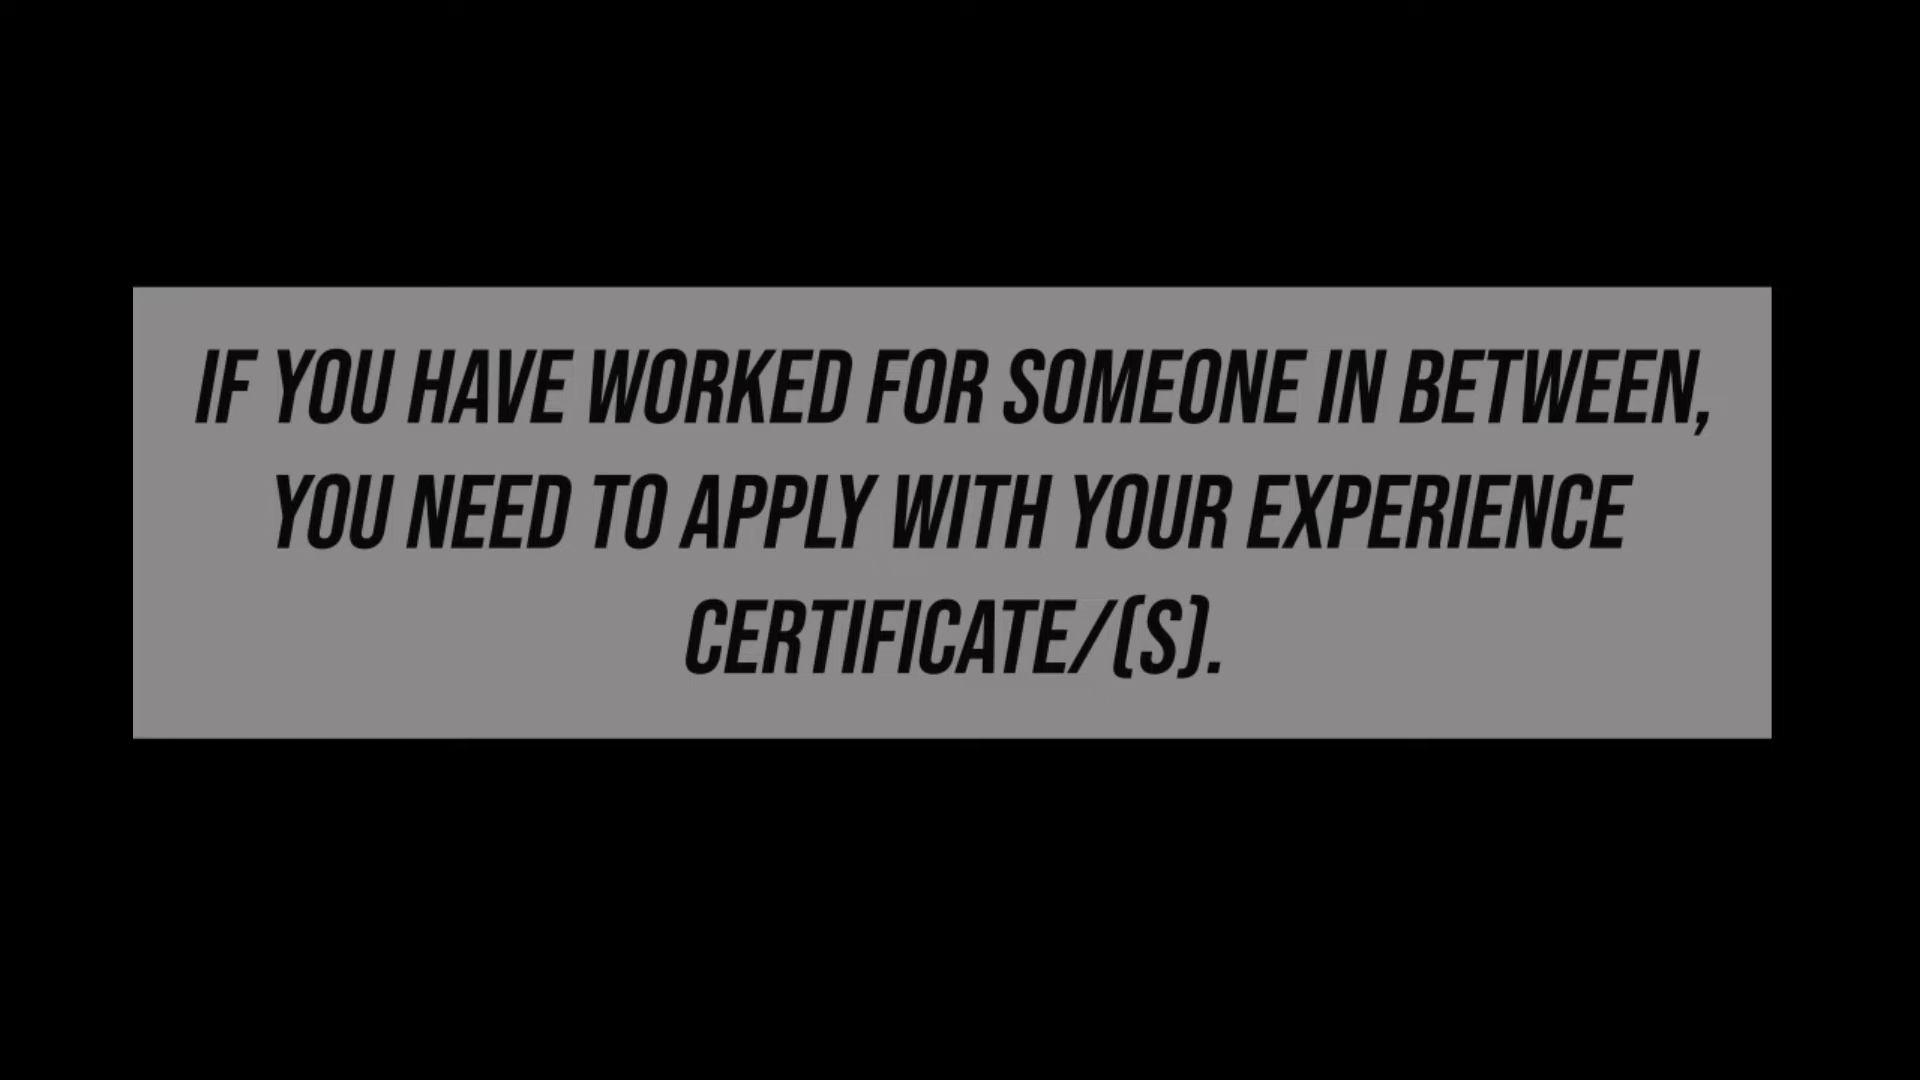 IF YOU HAVE WORKED FOR SOMEONE IN BETWEEN,
YOU NEED TO APPLY WITH YOUR EXPERIENCE
CERTIFICATE/(S).